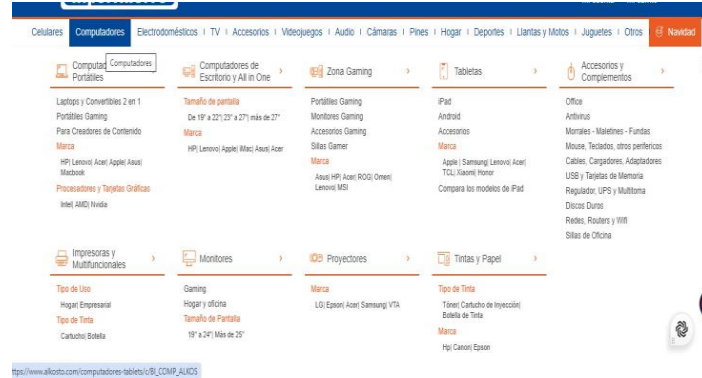 Celulares Computadores Electrodomésticos TV Accesorios Videojuegos Audio Cámaras Pines Hogar Deportes Llantas y Motos Juguetes Otros Navidad
Computadores
Portátiles
Laptops y Convertibles 2 en 1
Portátiles Gaming
Para Creadores de Contenido
Marca
HP| Lenovo| Acer| Apple| Asus|
Macbook
Procesadores y Tarjetas Gráficas
Intel| AMD| Nvidia
Computadores de
Escritorio y All in One
Tamaño de pantalla
De 19" a 22"| 23" a 27"| más de 27"
Marca
HP| Lenovo| Apple| iMac| Asus| Acer
Zona Gaming
Portátiles Gaming
Monitores Gaming
Accesorios Gaming
Sillas Gamer
Marca
Asus| HP| Acer| ROG| Omen|
Lenovo| MSI
Tabletas
iPad
Android
Accesorios
Marca
Apple | Samsung| Lenovo| Acer|
TCL| Xiaomi| Honor
Compara los modelos de iPad
Accesorios y
Complementos
Office
Antivirus
Morrales - Maletines - Fundas
Mouse, Teclados, otros perifericos
Cables, Cargadores, Adaptadores
USB y Tarjetas de Memoria
Regulador, UPS y Multitoma
Discos Duros
Redes, Routers y Wifi
Sillas de Oficina
Impresoras y
Multifuncionales
Tipo de Uso
Hogar| Empresarial
Tipo de Tinta
Cartucho| Botella
Monitores
Gaming
Hogar y oficina
Tamaño de Pantalla
19" a 24"| Más de 25"
Proyectores
Marca
LG| Epson| Acer| Samsung| VTA
Tintas y Papel
Tipo de Tinta
Tóner| Cartucho de Inyección|
Botella de Tinta
Marca
Hp| Canon| Epson
ttps://www.alkosto.com/computadores-tablets/c/BI_COMP_ALKOS